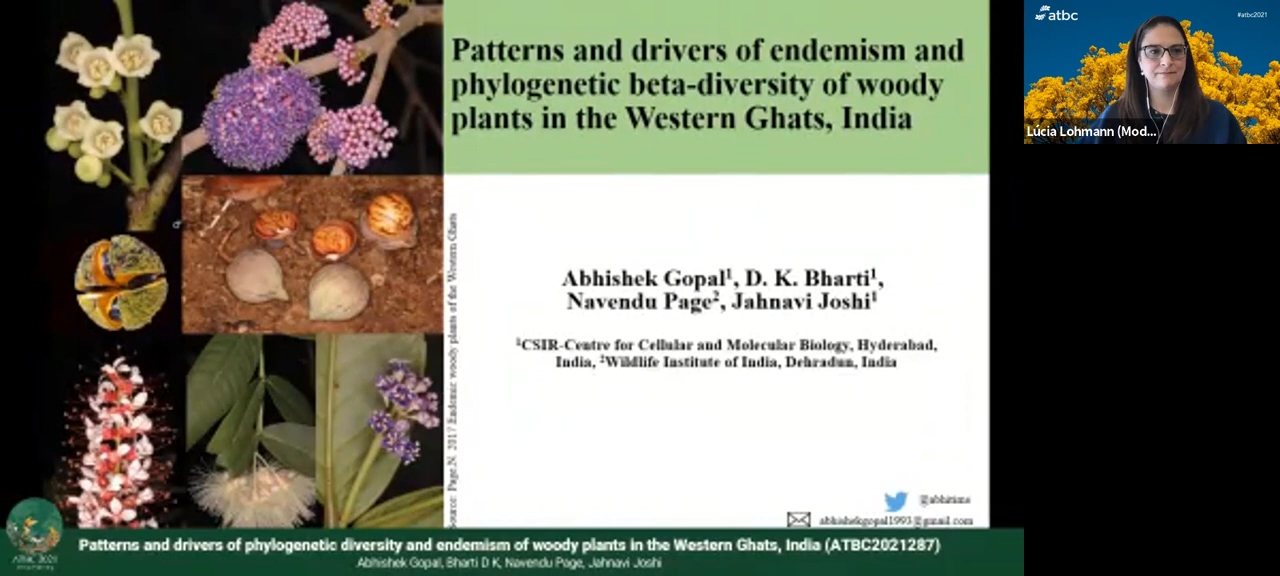 Patterns and drivers of endemism and
phylogenetic beta-diversity of woody
plants in the Western Ghats, India
Abhishek Gopal¹, D. K. Bharti¹,
Navendu Page², Jahnavi Joshi¹
¹CSIR-Centre for Cellular and Molecular Biology, Hyderabad,
India, ²Wildlife Institute of India, Dehradun, India
Source: Page,N. 2017 Endemic woody plants of the Western Ghats
abhishekgopal1993@gmail.com
Patterns and drivers of phylogenetic diversity and endemism of woody plants in the Western Ghats, India (ATBC2021287)
Abhishek Gopal, Bharti D K, Navendu Page, Jahnavi Joshi
ATBC 2021
atbc
#atbc2021
Lúcia Lohmann (Mod...